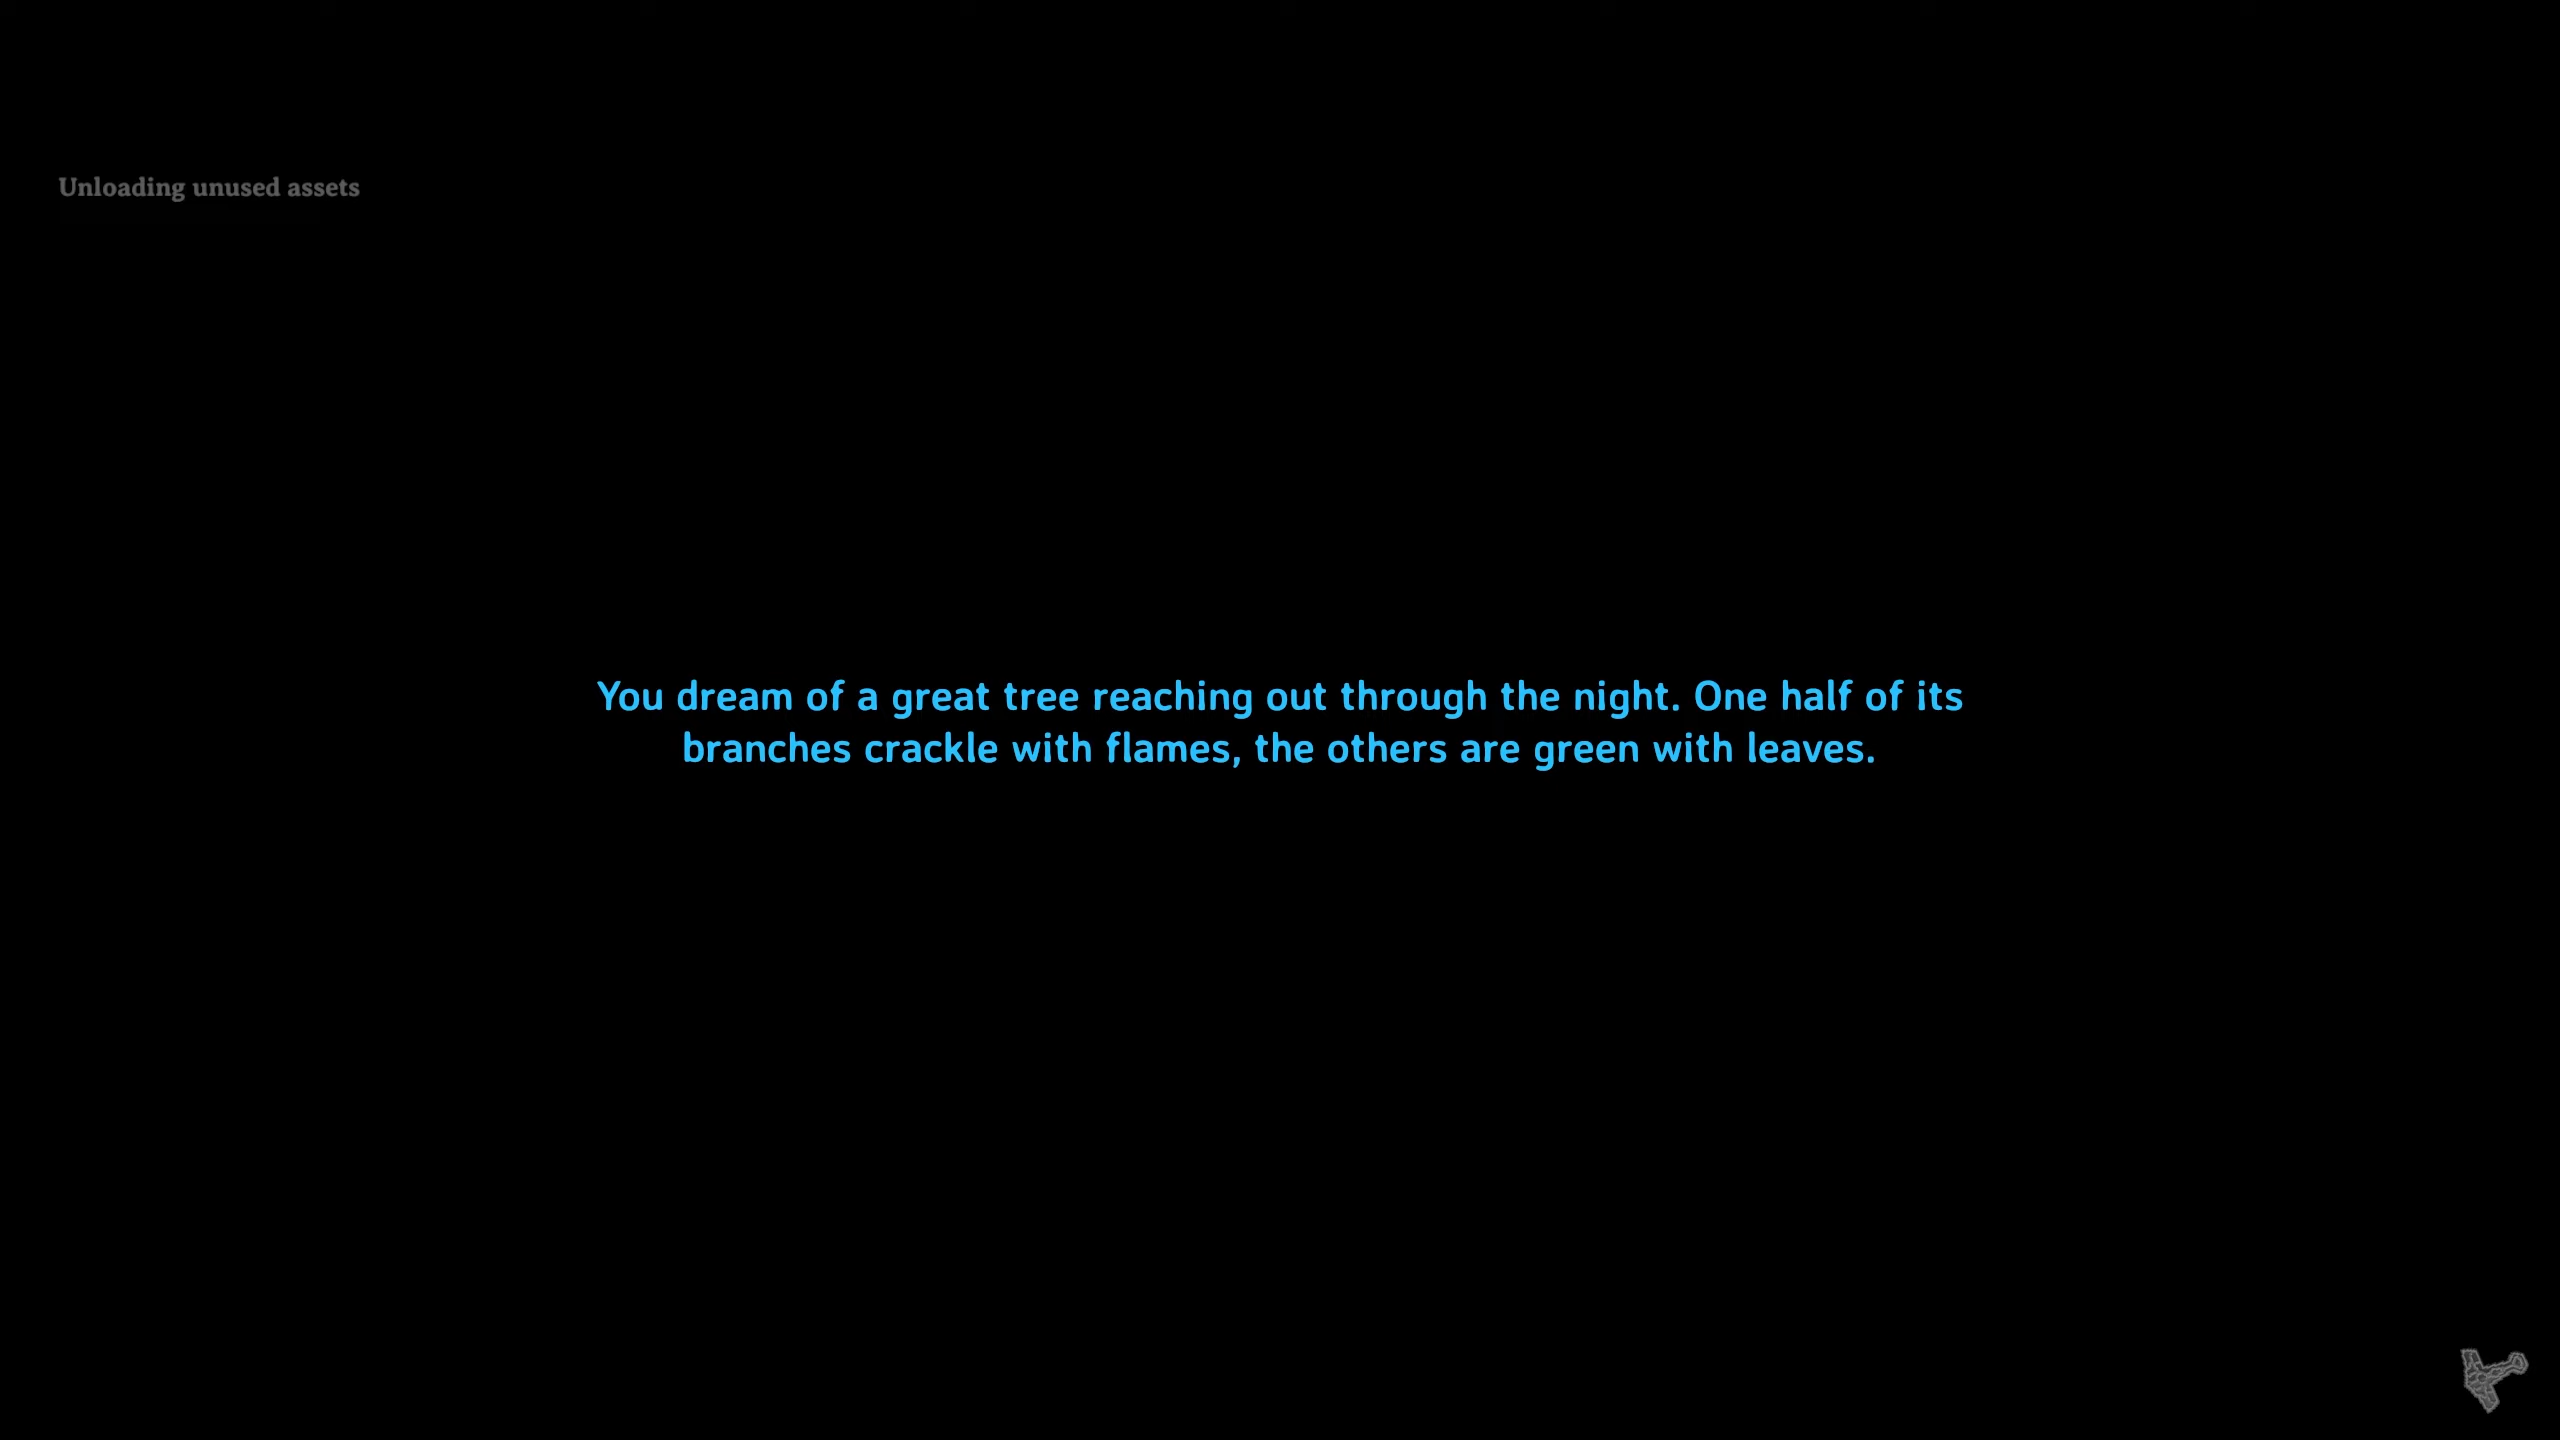 Unloading unused assets
You dream of a great tree reaching out through the night. One half of its
branches crackle with flames, the others are green with leaves.